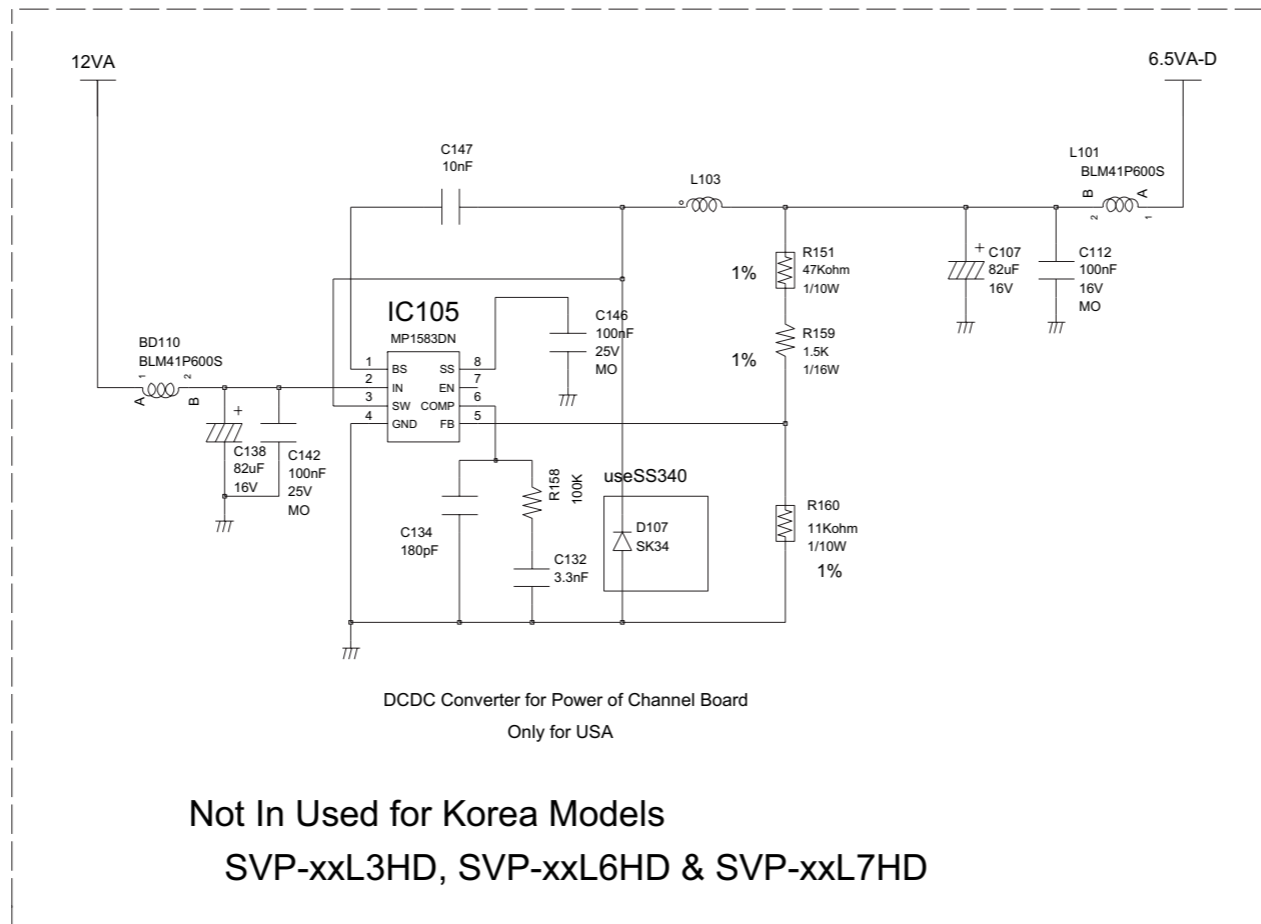 12VA
6.5VA-D
C147
10nF
L103
L101
BLM41P600S
B
A
2
1
R151
47Kohm
1/10W
1%
C107
82uF
16V
+
C112
100nF
16V
MO
IC105
MP1583DN
C146
100nF
25V
MO
R159
1.5K
1/16W
1%
BD110
BLM41P600S
1
2
A
B
1
2
3
4
BS
IN
SW
GND
SS
EN
COMP
FB
8
7
6
5
+
C138
82uF
16V
C142
100nF
25V
MO
C134
180pF
R158
100K
C132
3.3nF
useSS340
D107
SK34
R160
11Kohm
1/10W
1%
DCDC Converter for Power of Channel Board
Only for USA
Not In Used for Korea Models
SVP-xxL3HD, SVP-xxL6HD & SVP-xxL7HD